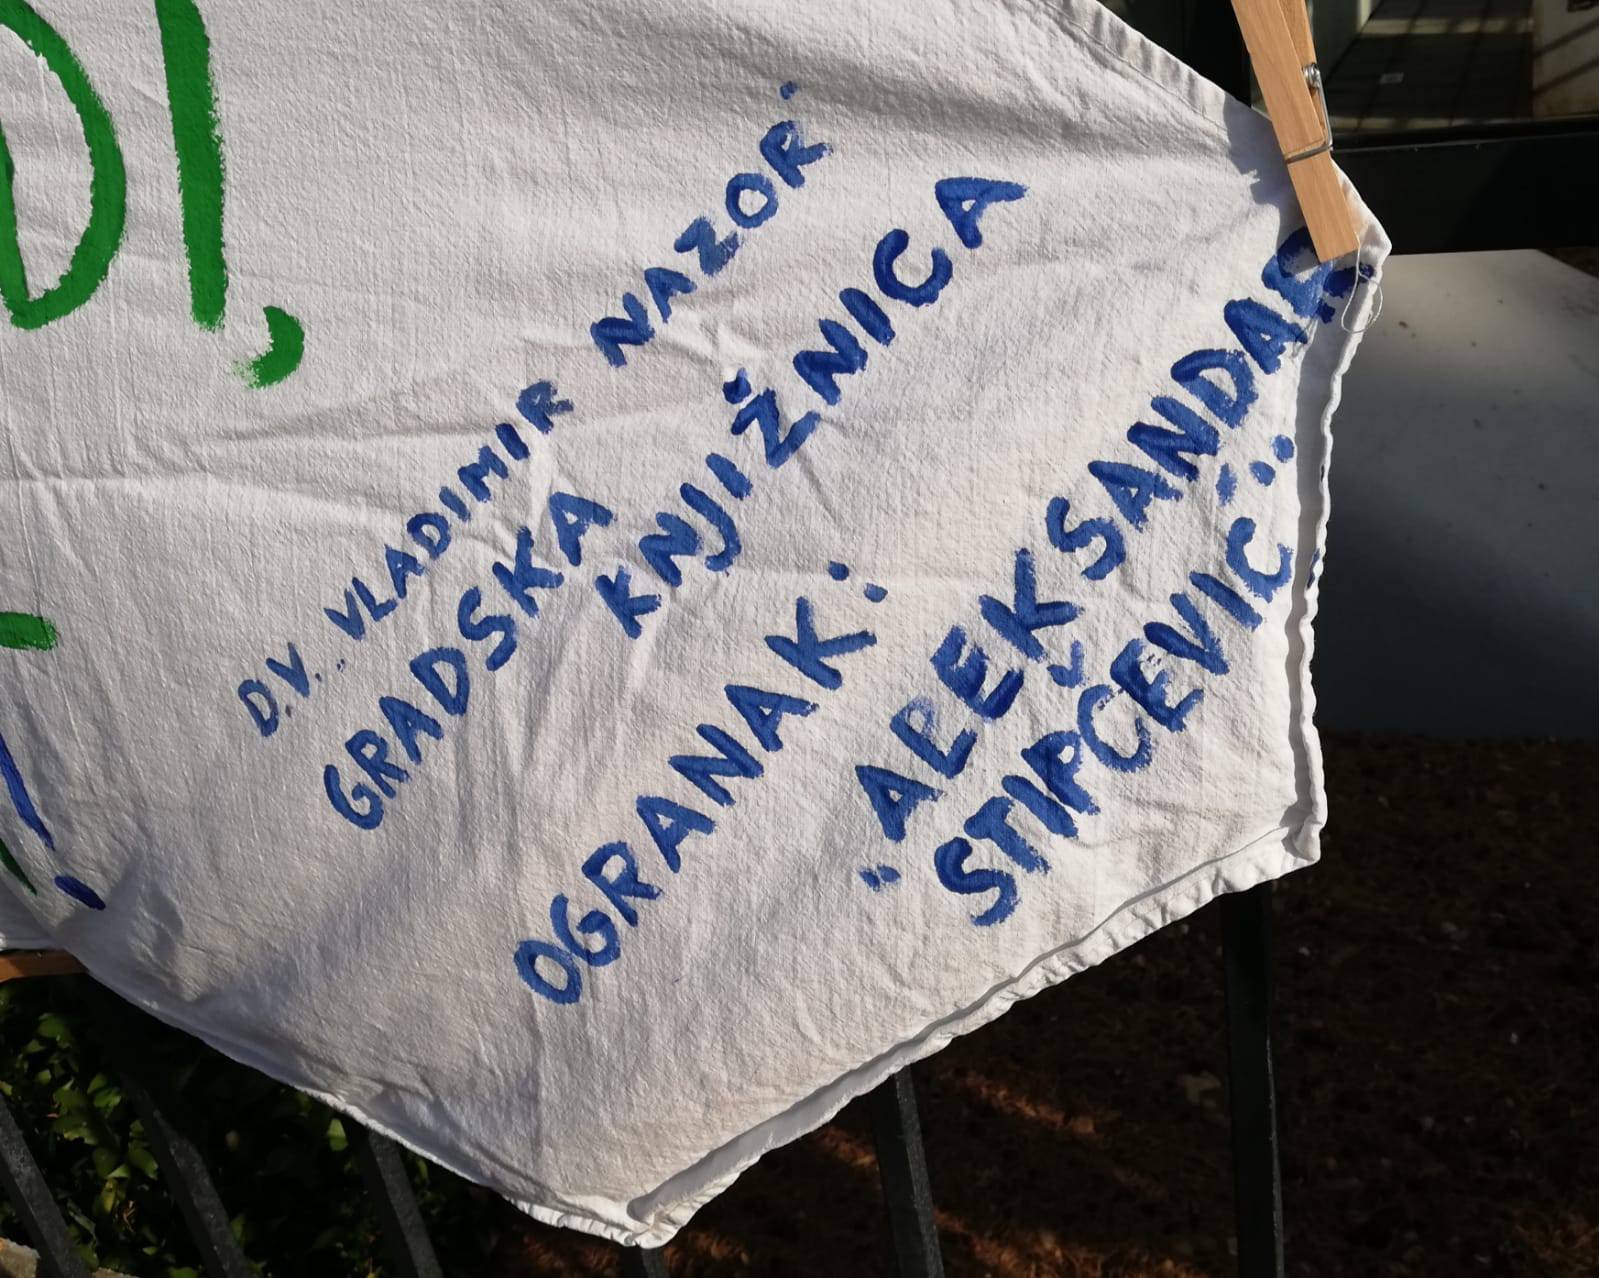 D!,
D.V. "VLADIMIR NAZOR"
GRADSKA KNJIŽNICA
OGRANAK:
"ALEKSANDAR
STIPČEVIĆ"